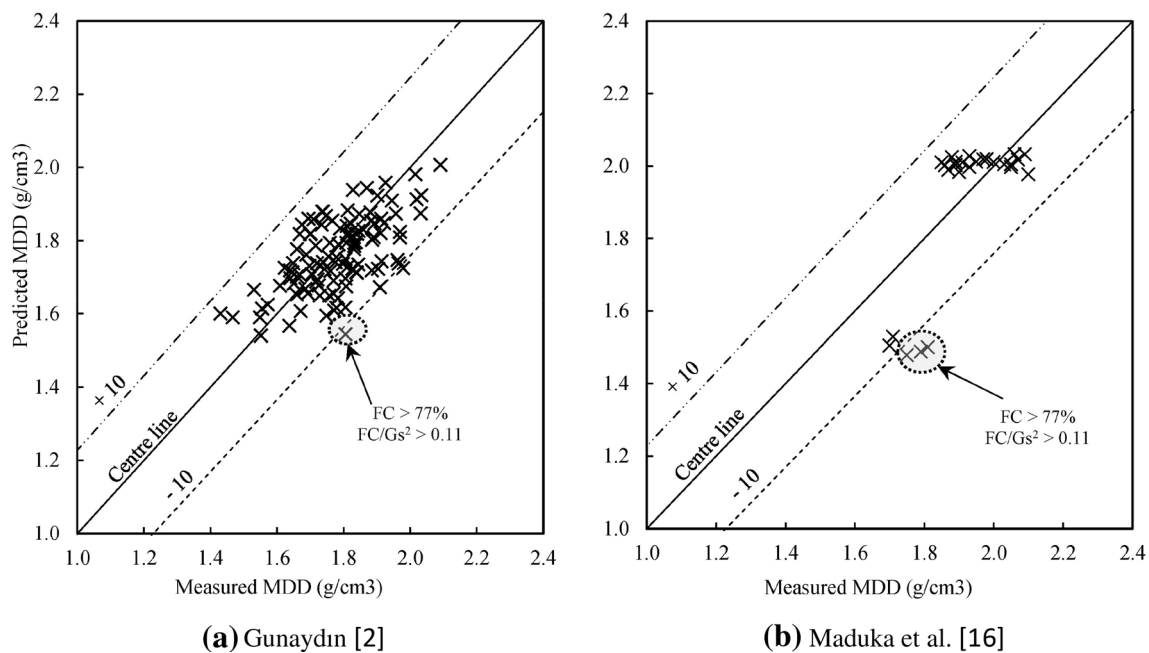 2.4
2.2
2.0
1.8
1.6
1.4
1.2
1.0
Predicted MDD (g/cm3)
+ 10
Centre line
- 10
FC > 77%
FC/Gs² > 0.11
1.0 1.2 1.4 1.6 1.8 2.0 2.2 2.4
Measured MDD (g/cm3)
(a) Gunaydın [2]
2.4
2.2
2.0
1.8
1.6
1.4
1.2
1.0
+ 10
Centre line
- 10
FC > 77%
FC/Gs² > 0.11
1.0 1.2 1.4 1.6 1.8 2.0 2.2 2.4
Measured MDD (g/cm3)
(b) Maduka et al. [16]